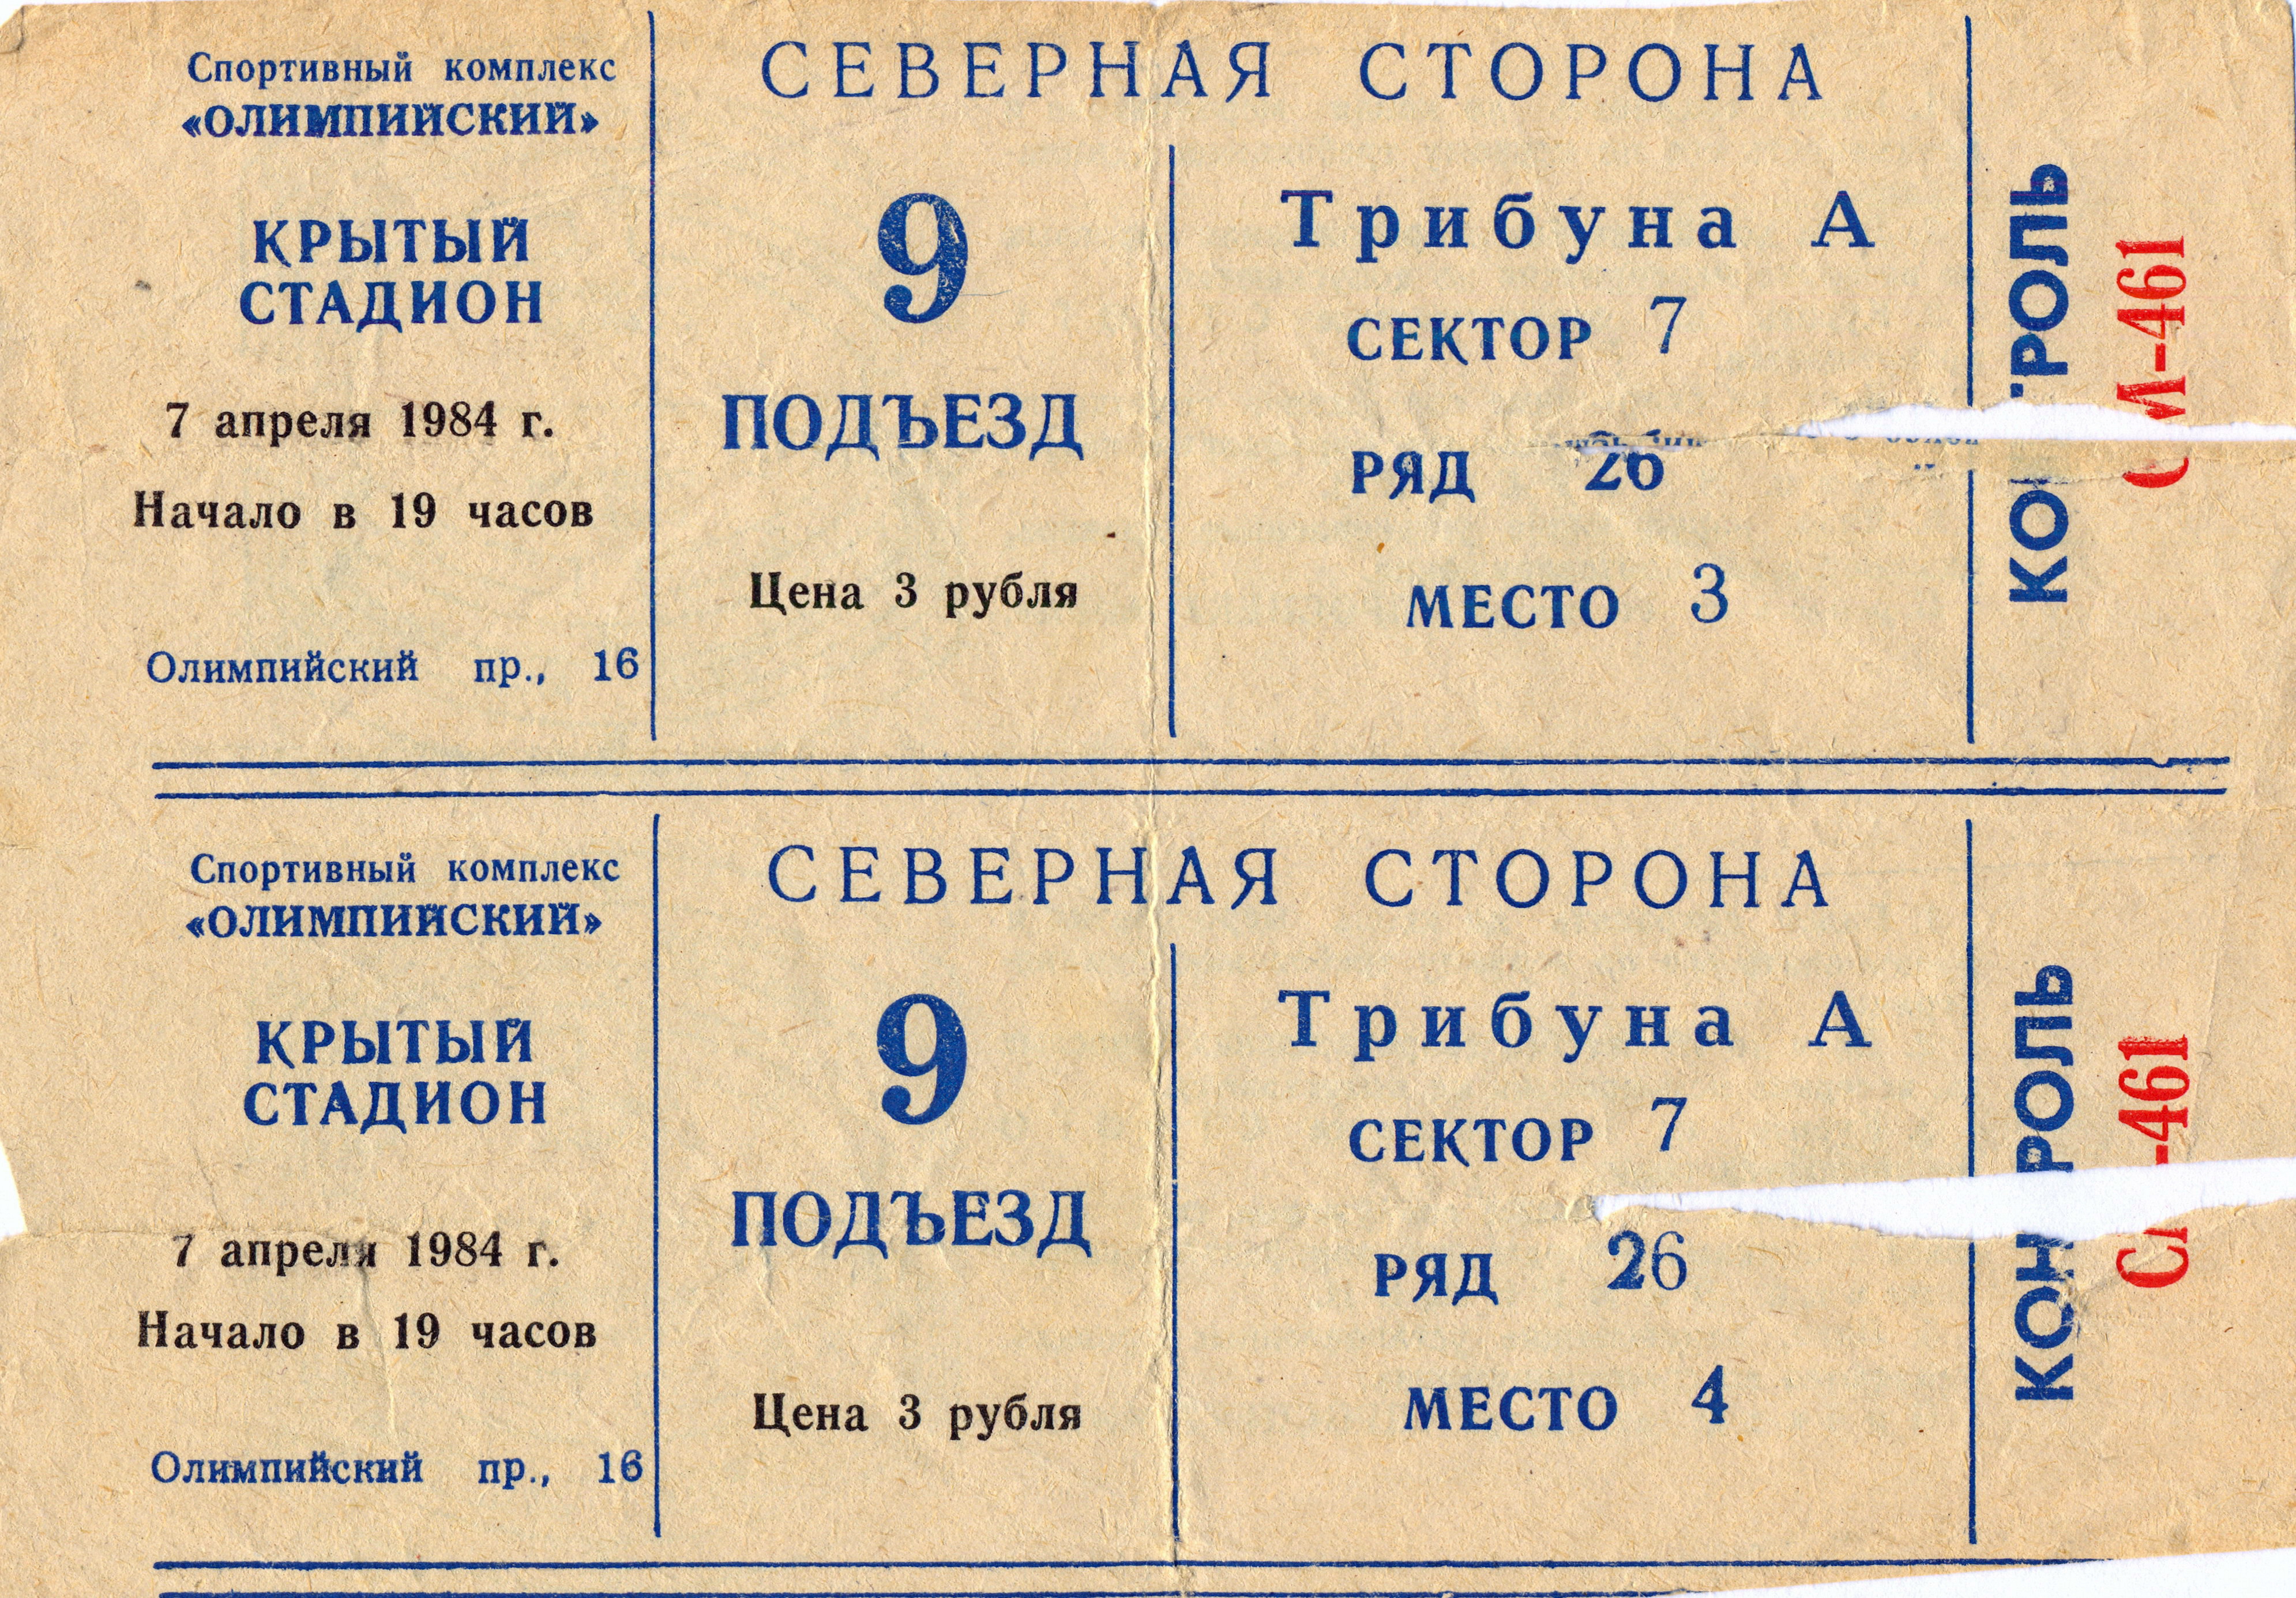 Спортивный комплекс
«ОЛИМПИЙСКИЙ»
КРЫТЫЙ
СТАДИОН
7 апреля 1984 г.
Начало в 19 часов
Олимпийский пр., 16
СЕВЕРНАЯ СТОРОНА
9
ПОДЪЕЗД
Цена 3 рубля
Трибуна А
СЕКТОР 7
РЯД 26
МЕСТО 3
КОНТРОЛЬ
СМ-461
Спортивный комплекс
«ОЛИМПИЙСКИЙ»
КРЫТЫЙ
СТАДИОН
7 апреля 1984 г.
Начало в 19 часов
Олимпийский пр., 16
СЕВЕРНАЯ СТОРОНА
9
ПОДЪЕЗД
Цена 3 рубля
Трибуна А
СЕКТОР 7
РЯД 26
МЕСТО 4
КОНТРОЛЬ
СМ-461